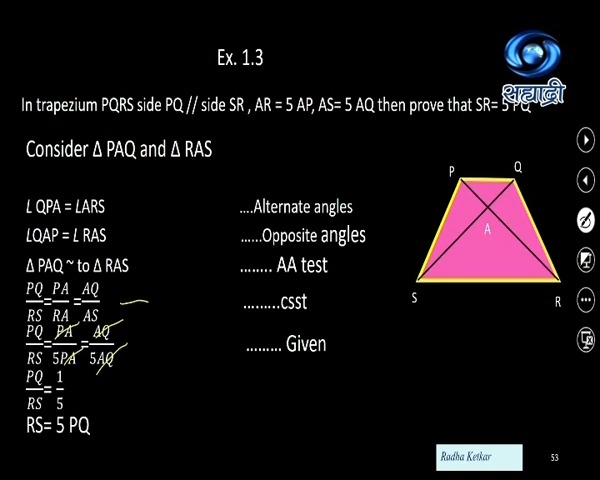 Ex. 1.3
सह्याद्री
In trapezium PQRS side PQ // side SR , AR = 5 AP, AS= 5 AQ then prove that SR= 5 PQ
Consider Δ PAQ and Δ RAS
L QPA = LARS ....Alternate angles
LQAP = L RAS ......Opposite angles
Δ PAQ ~ to Δ RAS ........ AA test
PQ/RS = PA/RA = AQ/AS .........csst
PQ/RS = PA/5PA = AQ/5AQ ......... Given
PQ/RS = 1/5
RS= 5 PQ
P Q
A
S R
Radha Ketkar
53